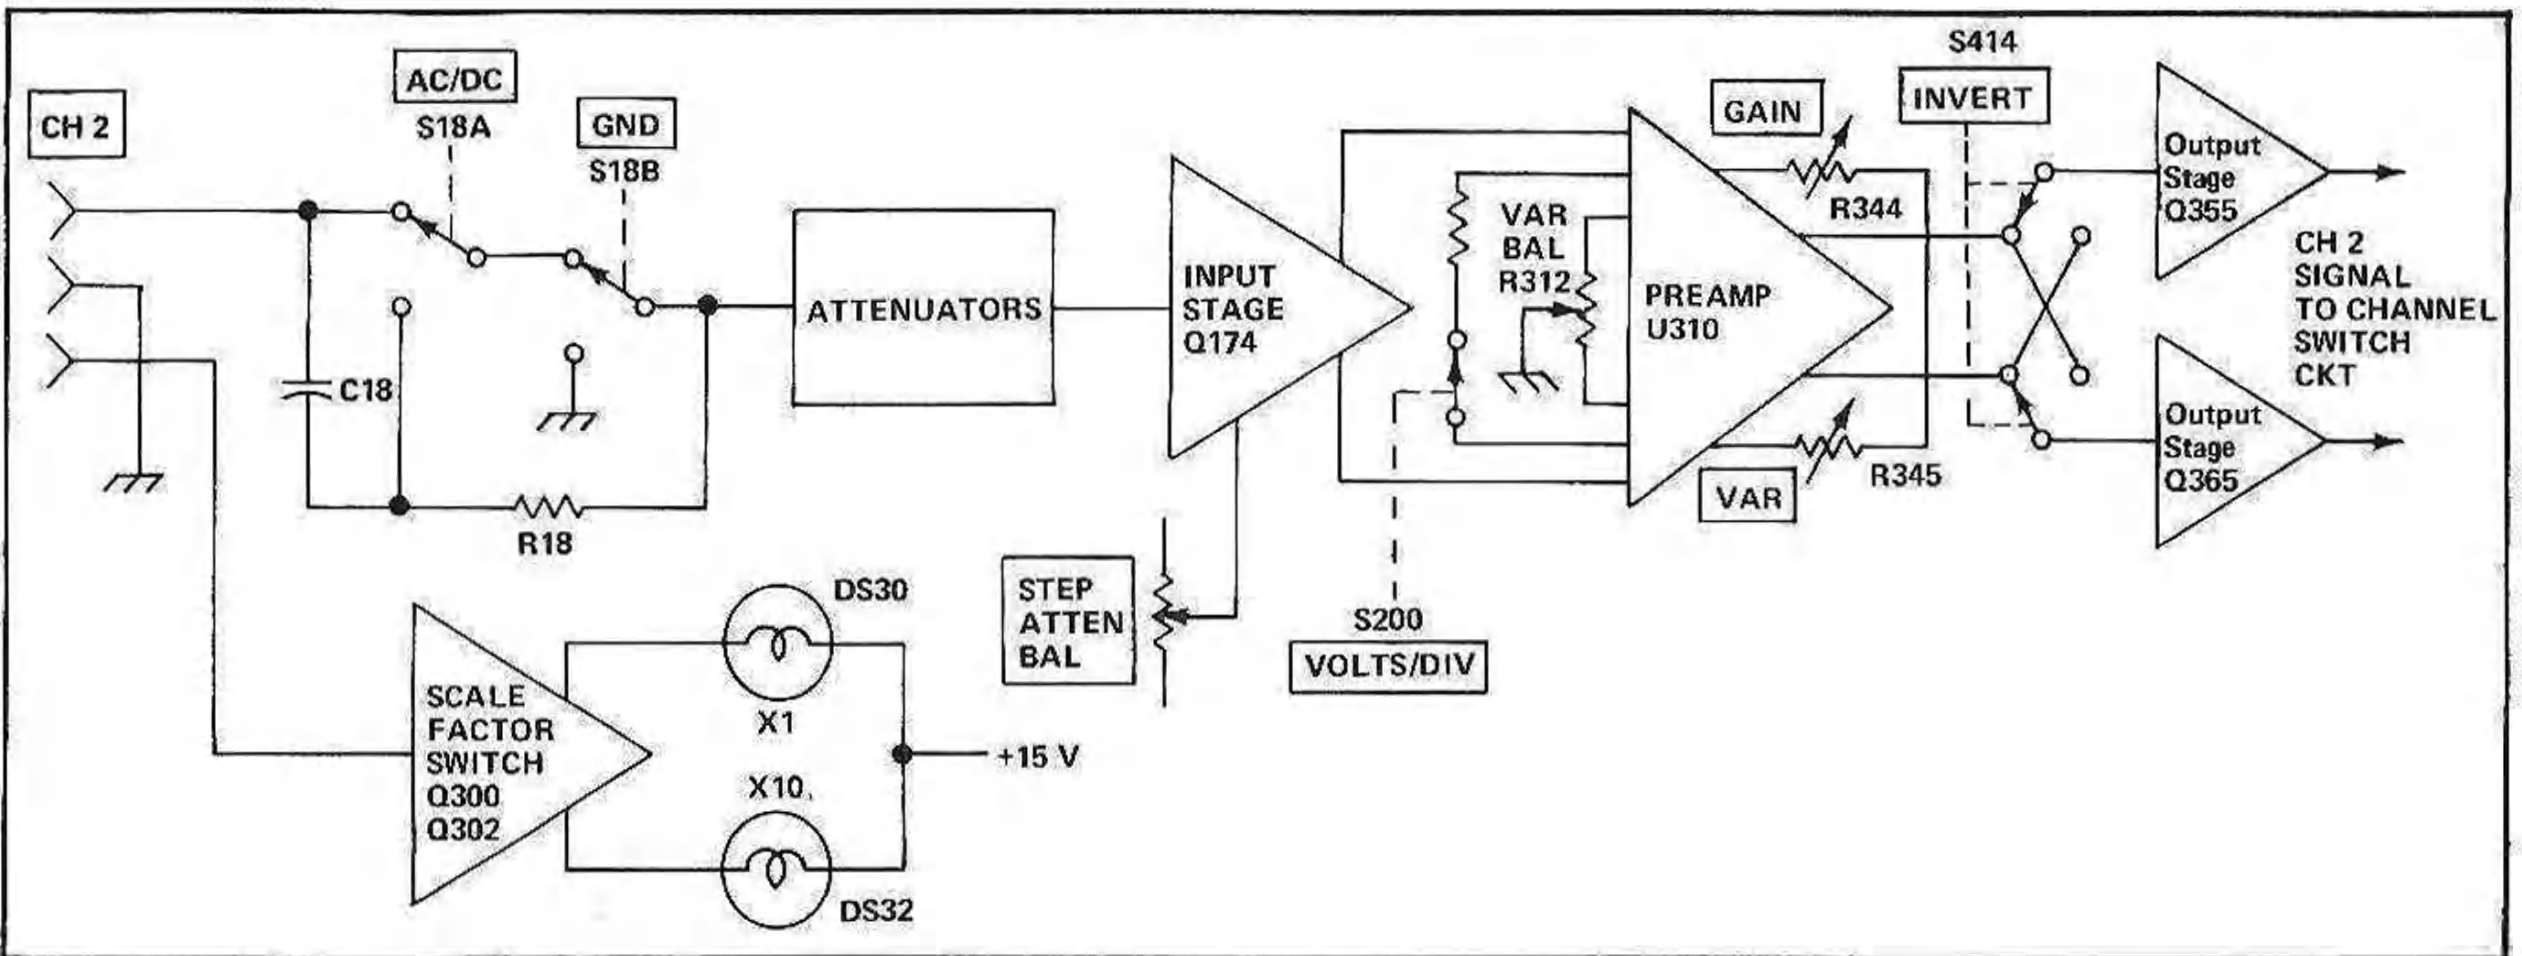 CH 2
AC/DC
S18A
GND
S18B
C18
R18
ATTENUATORS
INPUT
STAGE
Q174
STEP
ATTEN
BAL
S200
VOLTS/DIV
VAR
BAL
R312
PREAMP
U310
GAIN
R344
VAR
R345
S414
INVERT
Output
Stage
Q355
Output
Stage
Q365
CH 2
SIGNAL
TO CHANNEL
SWITCH
CKT
SCALE
FACTOR
SWITCH
Q300
Q302
DS30
X1
+15 V
X10
DS32